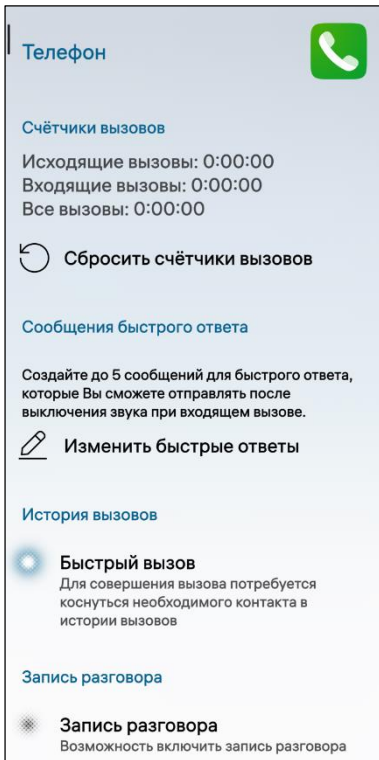 Телефон
Счётчики вызовов
Исходящие вызовы: 0:00:00
Входящие вызовы: 0:00:00
Все вызовы: 0:00:00
Сбросить счётчики вызовов
Сообщения быстрого ответа
Создайте до 5 сообщений для быстрого ответа,
которые Вы сможете отправлять после
выключения звука при входящем вызове.
Изменить быстрые ответы
История вызовов
Быстрый вызов
Для совершения вызова потребуется
коснуться необходимого контакта в
истории вызовов
Запись разговора
Запись разговора
Возможность включить запись разговора